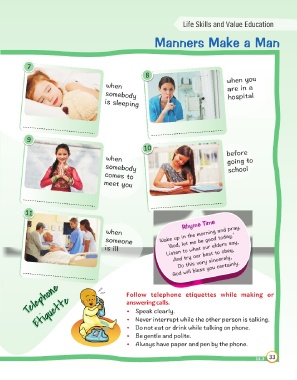 Life Skills and Value Education
Manners Make a Man
7
when
somebody
is sleeping
8
when you
are in a
hospital
9
when
somebody
comes to
meet you
10
before
going to
school
11
when
someone
is ill
Rhyme Time
Wake up in the morning and pray,
'God, let me be good today.'
Listen to what our elders say,
And try our best to obey.
Do this very sincerely,
God will bless you certainly.
Telephone
Etiquette
Follow telephone etiquettes while making or
answering calls.
• Speak clearly.
• Never interrupt while the other person is talking.
• Do not eat or drink while talking on phone.
• Be gentle and polite.
• Always have paper and pen by the phone.
33